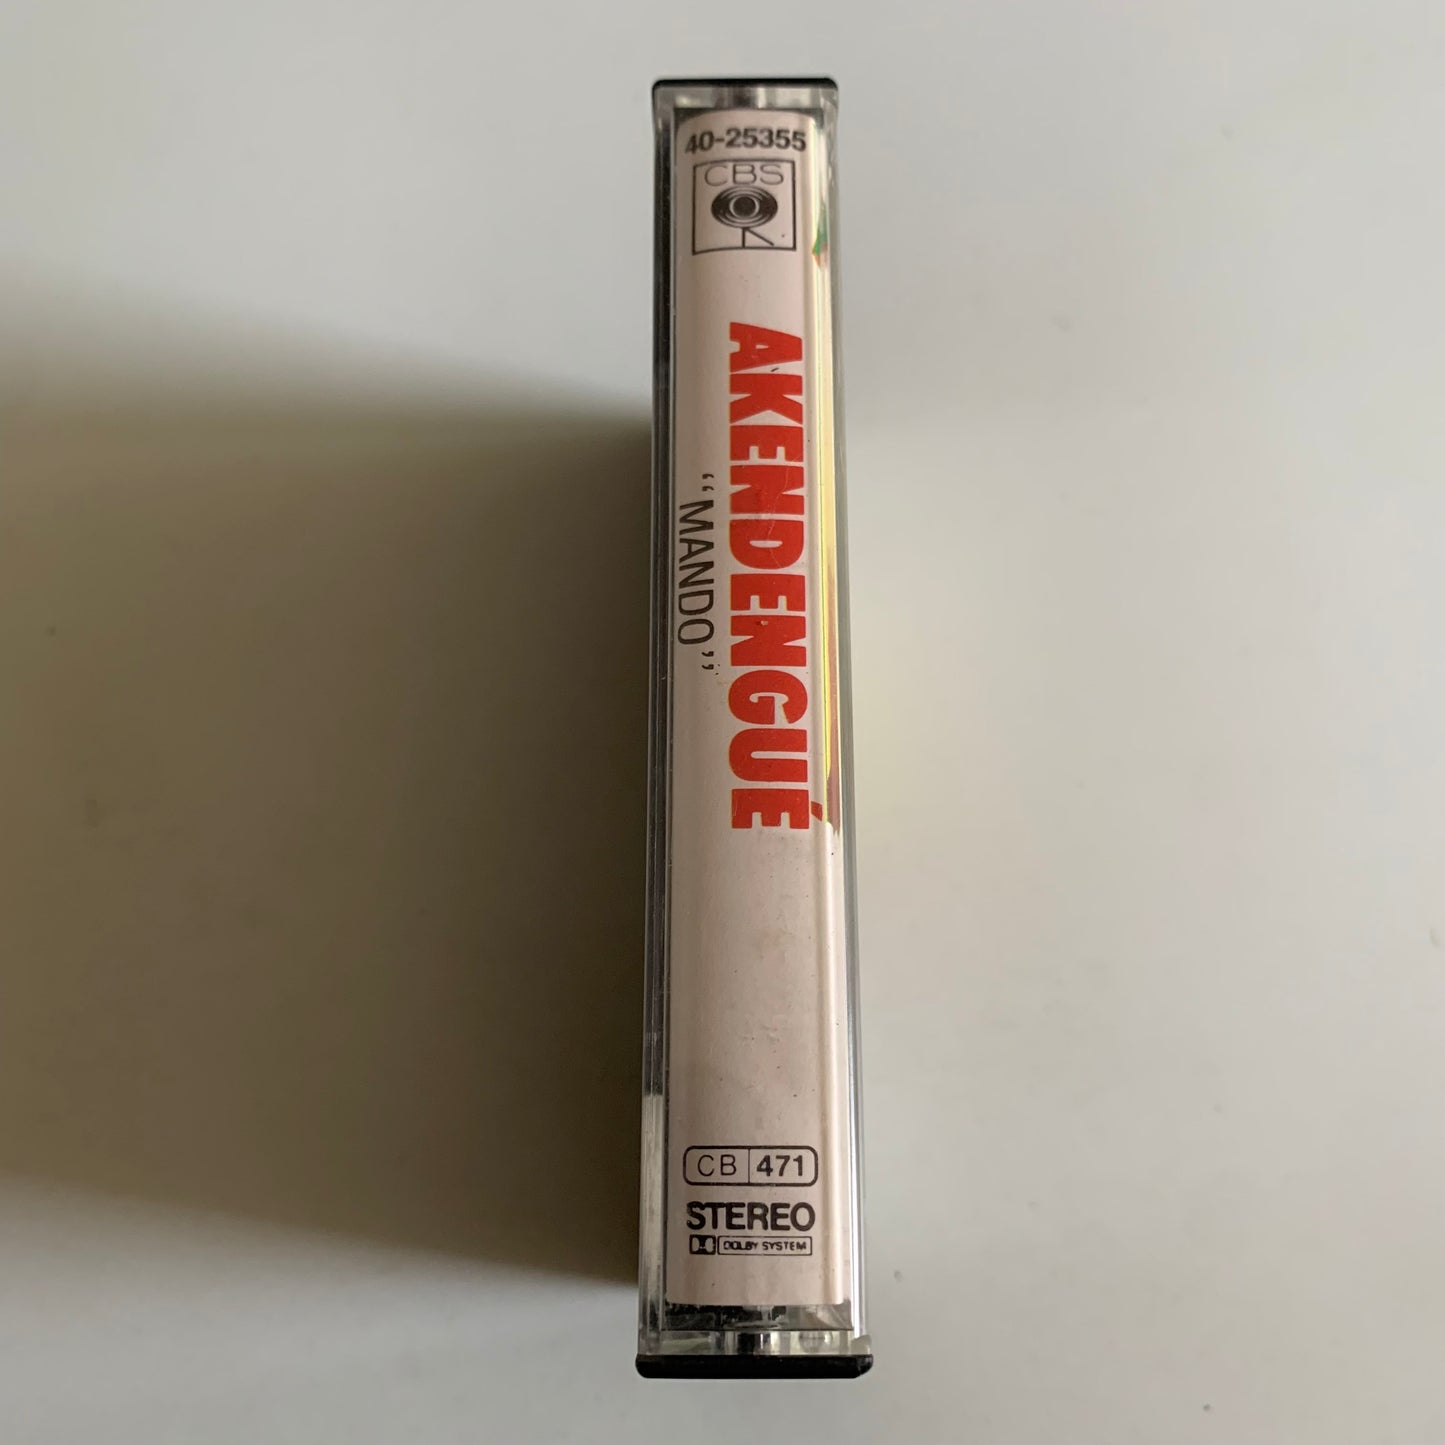 40-25355
CBS
AKENDENGUÉ
“MANDO”
CB 471
STEREO
DOLBY SYSTEM